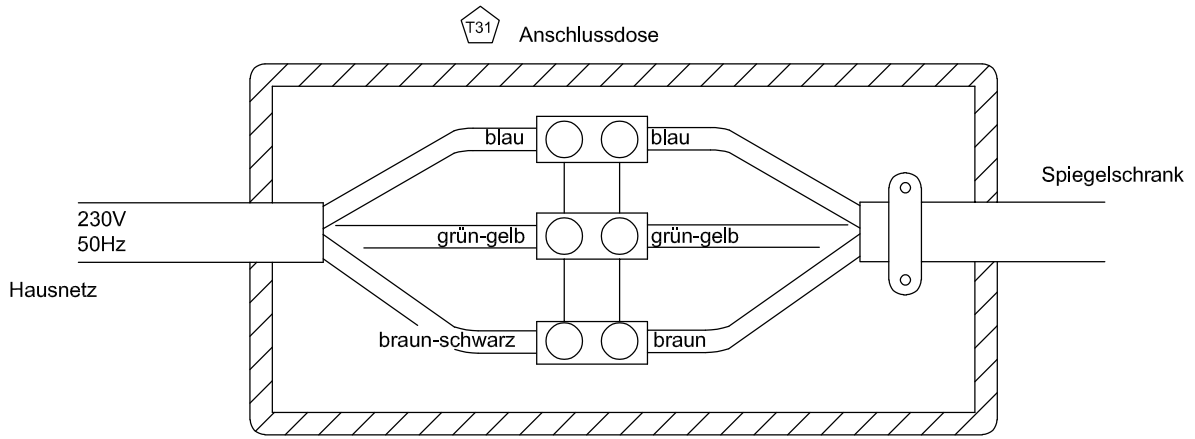 T31
Anschlussdose
blau
blau
Spiegelschrank
230V
50Hz
grün-gelb
grün-gelb
Hausnetz
braun-schwarz
braun